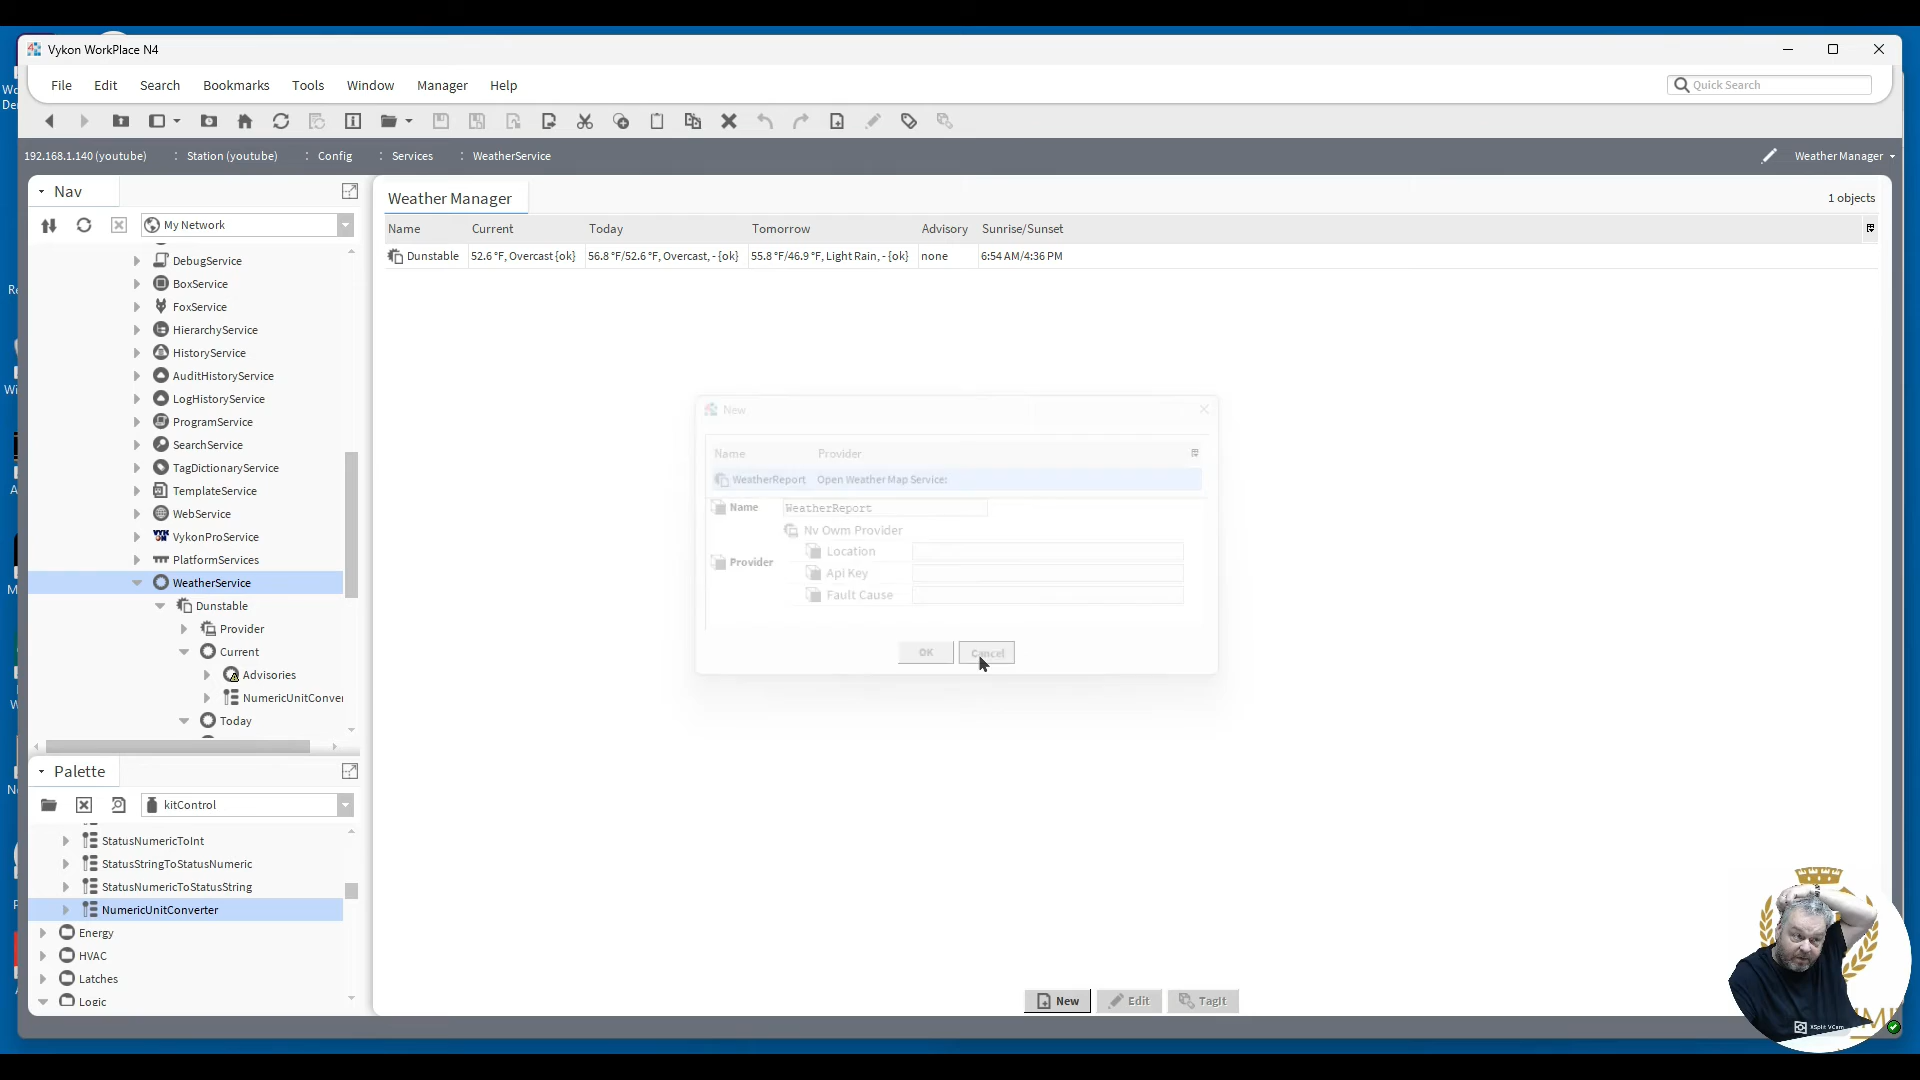 Vykon WorkPlace N4
File Edit Search Bookmarks Tools Window Manager Help
Quick Search
192.168.1.140 (youtube) : Station (youtube) : Config : Services : WeatherService
Weather Manager
Nav
My Network
DebugService
BoxService
FoxService
HierarchyService
HistoryService
AuditHistoryService
LogHistoryService
ProgramService
SearchService
TagDictionaryService
TemplateService
WebService
VykonProService
PlatformServices
WeatherService
Dunstable
Provider
Current
Advisories
NumericUnitConver
Today
Palette
kitControl
StatusNumericToInt
StatusStringToStatusNumeric
StatusNumericToStatusString
NumericUnitConverter
Energy
HVAC
Latches
Logic
Weather Manager
1 objects
Name Current Today Tomorrow Advisory Sunrise/Sunset
Dunstable 52.6 °F, Overcast {ok} 56.8 °F/52.6 °F, Overcast, - {ok} 55.8 °F/46.9 °F, Light Rain, - {ok} none 6:54 AM/4:36 PM
New
Name Provider
WeatherReport Open Weather Map Service:
Name WeatherReport
Nv Owm Provider
Location
Provider
Api Key
Fault Cause
OK Cancel
New Edit TagIt
XSplit VCam